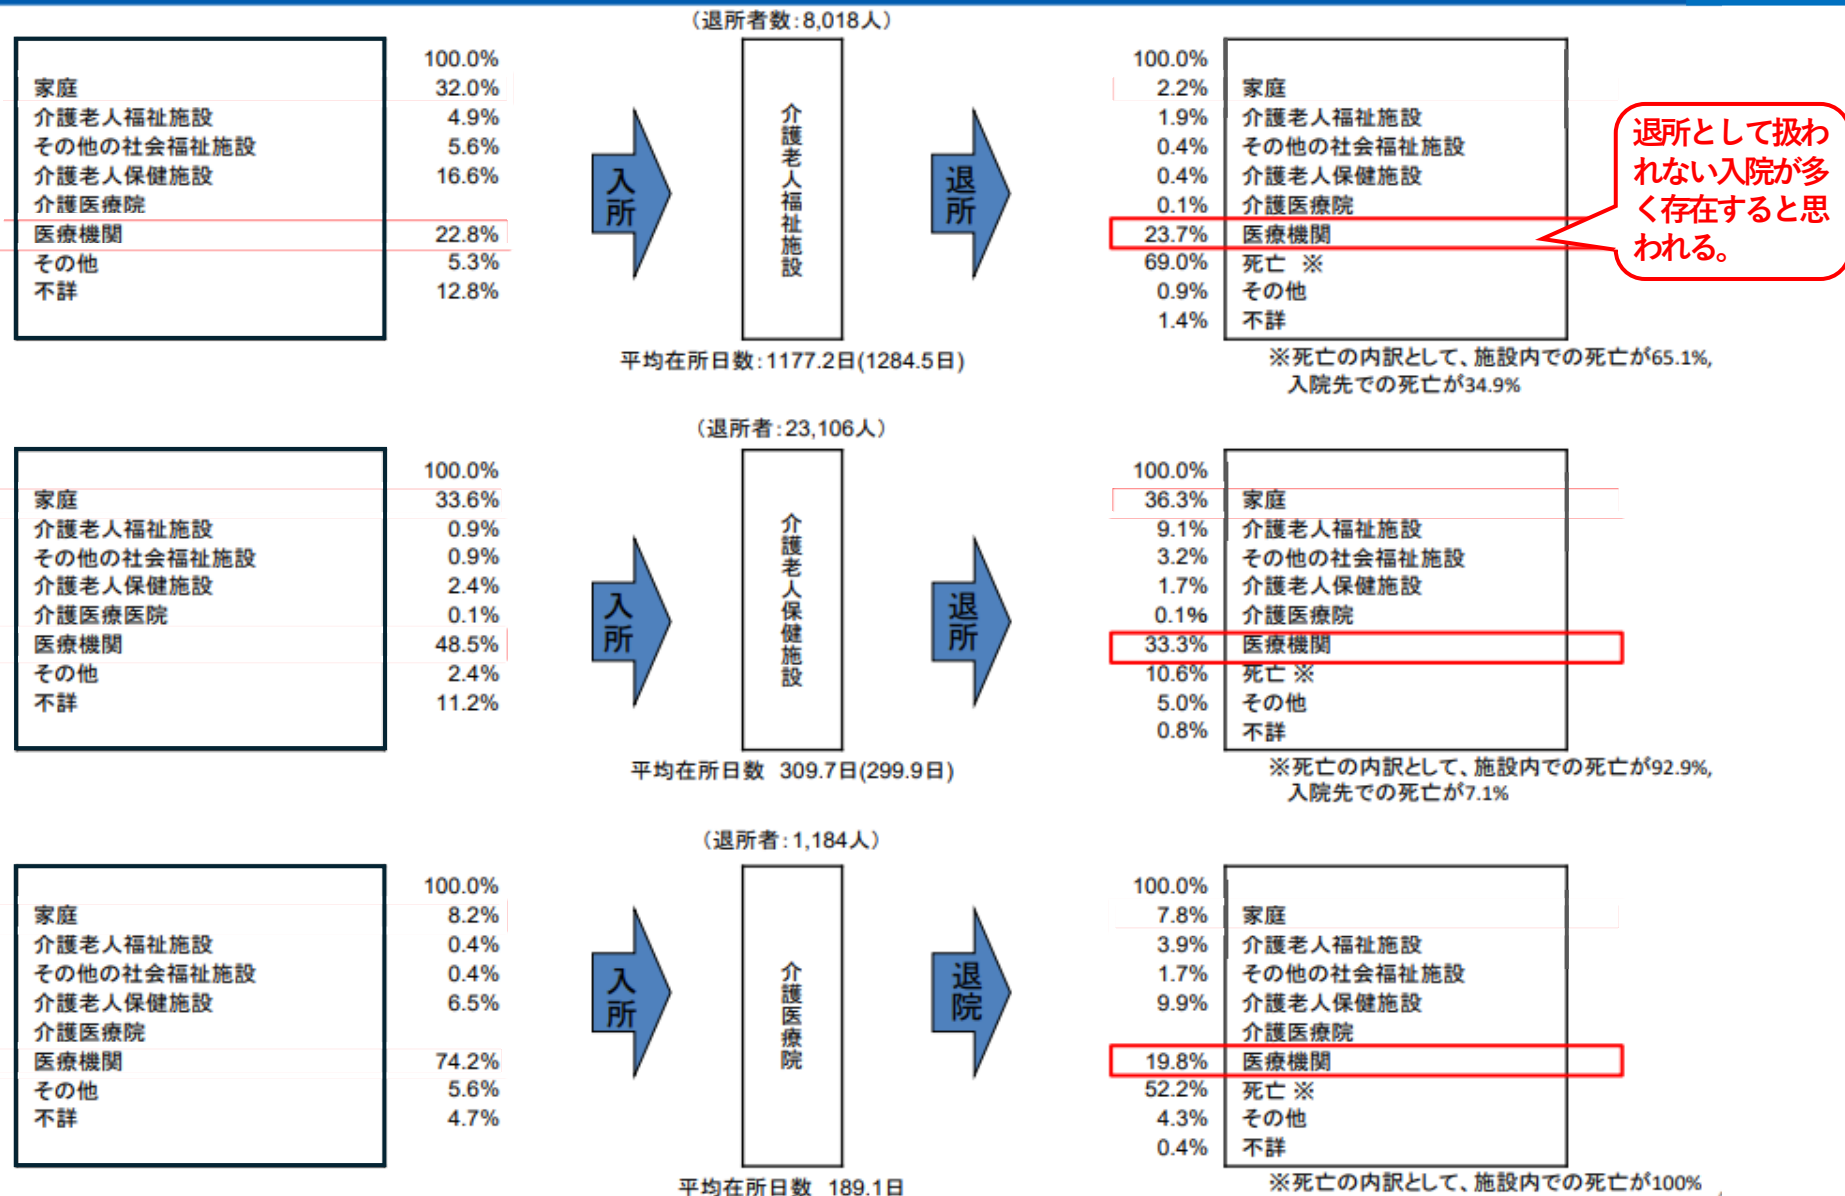 （退所者数：8,018人）
100.0%
家庭 32.0%
介護老人福祉施設 4.9%
その他の社会福祉施設 5.6%
介護老人保健施設 16.6%
介護医療院
医療機関 22.8%
その他 5.3%
不詳 12.8%
入所
介護老人福祉施設
退所
平均在所日数：1177.2日(1284.5日)
100.0%
2.2% 家庭
1.9% 介護老人福祉施設
0.4% その他の社会福祉施設
0.4% 介護老人保健施設
0.1% 介護医療院
23.7% 医療機関
69.0% 死亡 ※
0.9% その他
1.4% 不詳
退所として扱わ
れない入院が多
く存在すると思
われる。
※死亡の内訳として、施設内での死亡が65.1%,
入院先での死亡が34.9%
（退所者：23,106人）
100.0%
家庭 33.6%
介護老人福祉施設 0.9%
その他の社会福祉施設 0.9%
介護老人保健施設 2.4%
介護医療医院 0.1%
医療機関 48.5%
その他 2.4%
不詳 11.2%
入所
介護老人保健施設
退所
平均在所日数 309.7日(299.9日)
100.0%
36.3% 家庭
9.1% 介護老人福祉施設
3.2% その他の社会福祉施設
1.7% 介護老人保健施設
0.1% 介護医療院
33.3% 医療機関
10.6% 死亡 ※
5.0% その他
0.8% 不詳
※死亡の内訳として、施設内での死亡が92.9%,
入院先での死亡が7.1%
（退所者：1,184人）
100.0%
家庭 8.2%
介護老人福祉施設 0.4%
その他の社会福祉施設 0.4%
介護老人保健施設 6.5%
介護医療院
医療機関 74.2%
その他 5.6%
不詳 4.7%
入所
介護医療院
退院
平均在所日数 189.1日
100.0%
7.8% 家庭
3.9% 介護老人福祉施設
1.7% その他の社会福祉施設
9.9% 介護老人保健施設
介護医療院
19.8% 医療機関
52.2% 死亡 ※
4.3% その他
0.4% 不詳
※死亡の内訳として、施設内での死亡が100%